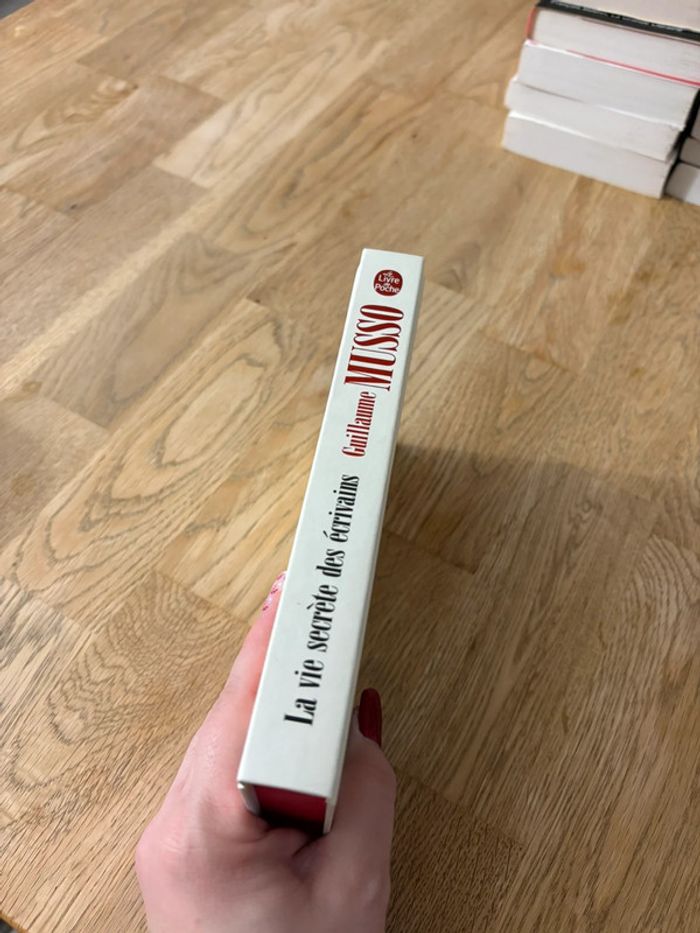 La vie secrète des écrivains
Guillaume MUSSO
Le
Livre
de
Poche